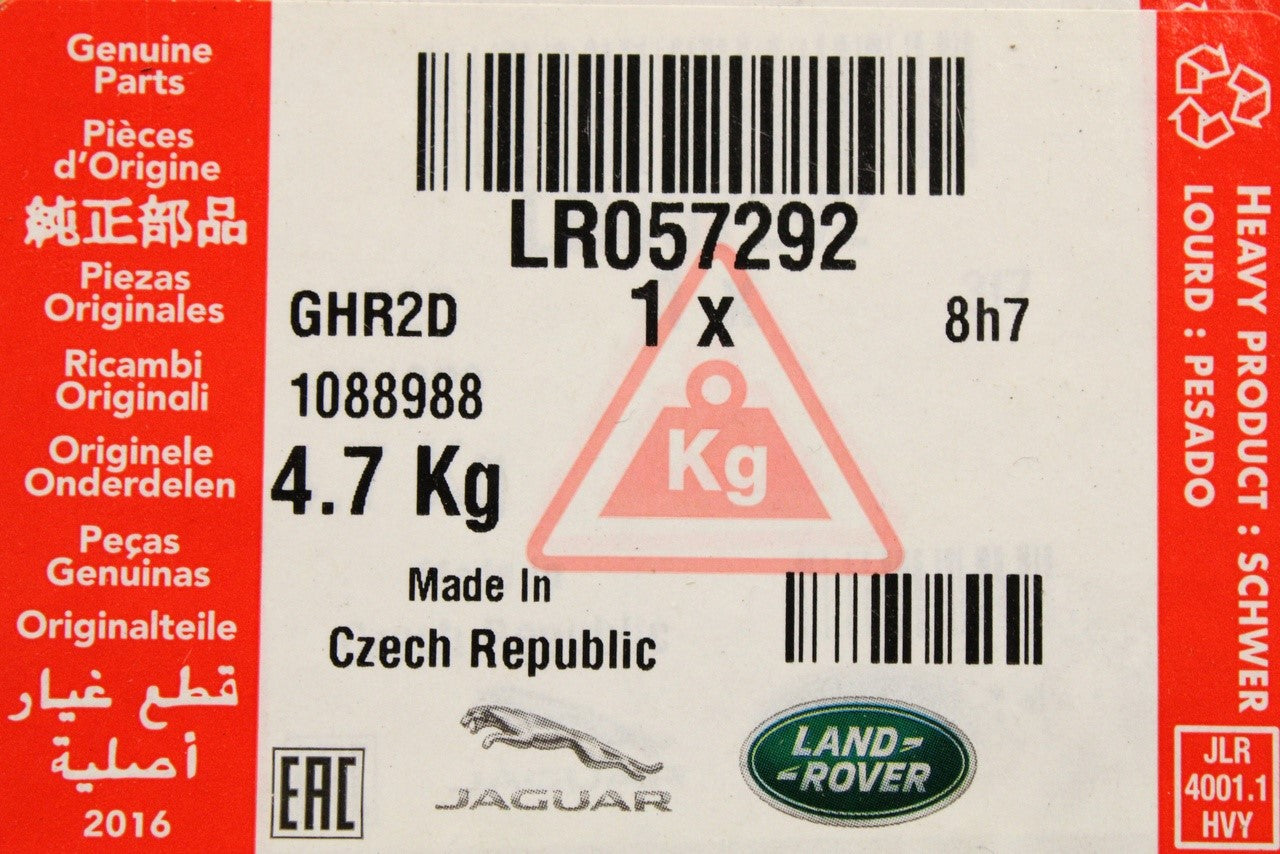 Genuine
Parts
Pièces
d'Origine
純正部品
Piezas
Originales
Ricambi
Originali
Originele
Onderdelen
Peças
Genuinas
Originalteile
قطع غيار
أصلية
2016
LR057292
GHR2D
1 x
8h7
1088988
4.7 Kg
Kg
Made In
Czech Republic
EAC
JAGUAR
LAND-
-ROVER
HEAVY PRODUCT : SCHWER
LOURD : PESADO
JLR
4001.1
HVY